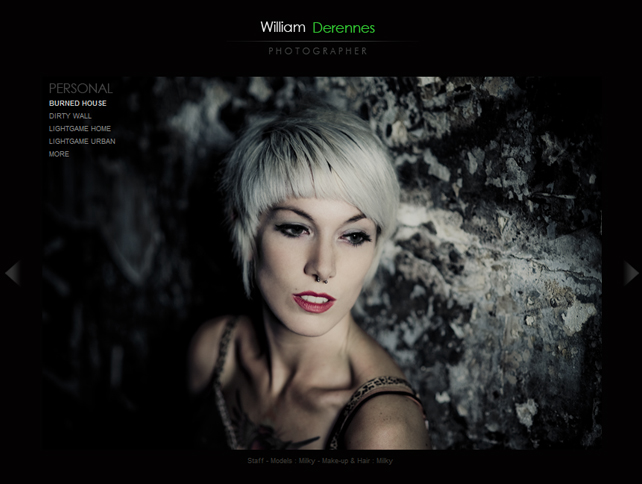 William Derennes
PHOTOGRAPHER
PERSONAL
BURNED HOUSE
DIRTY WALL
LIGHTGAME HOME
LIGHTGAME URBAN
MORE
Staff - Models : Milky - Make-up & Hair : Milky